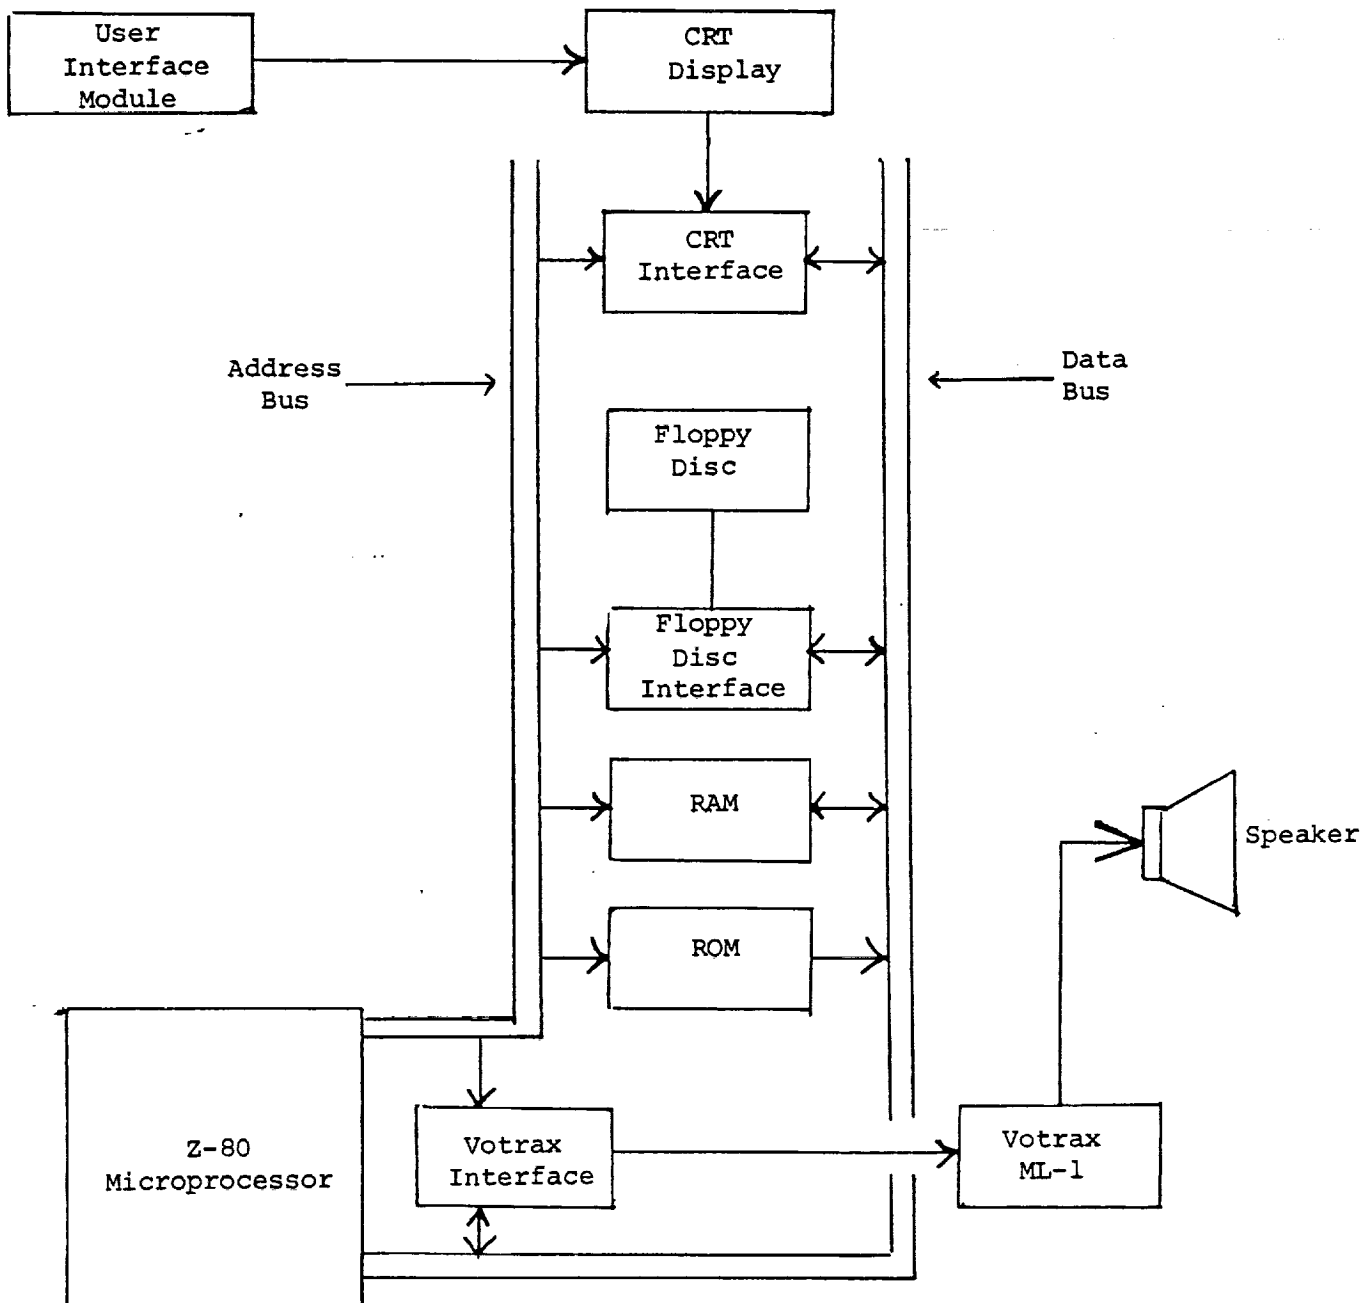 User
Interface
Module
CRT
Display
CRT
Interface
Address
Bus
Data
Bus
Floppy
Disc
Floppy
Disc
Interface
RAM
Speaker
ROM
Z-80
Microprocessor
Votrax
Interface
Votrax
ML-1